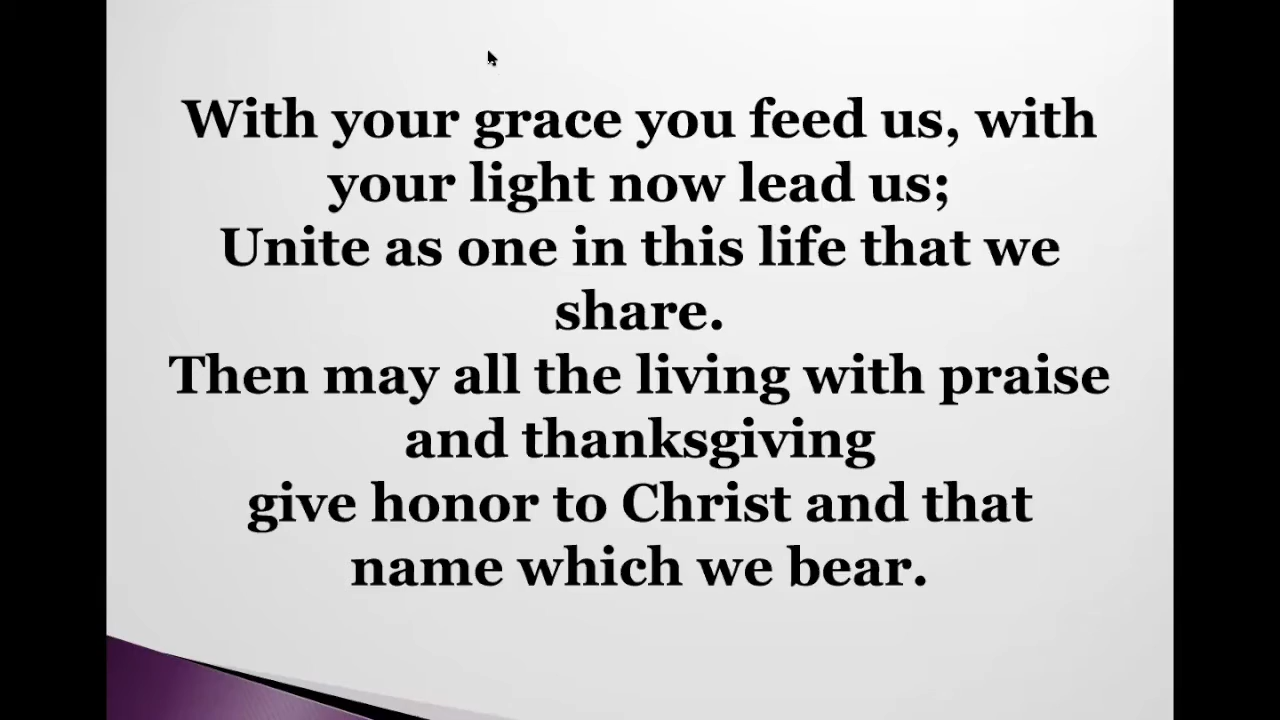 With your grace you feed us, with
your light now lead us;
Unite as one in this life that we
share.
Then may all the living with praise
and thanksgiving
give honor to Christ and that
name which we bear.